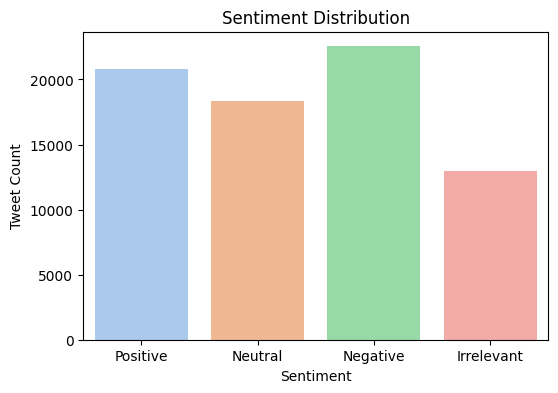 Sentiment Distribution
Tweet Count
20000
15000
10000
5000
0
Positive Neutral Negative Irrelevant
Sentiment